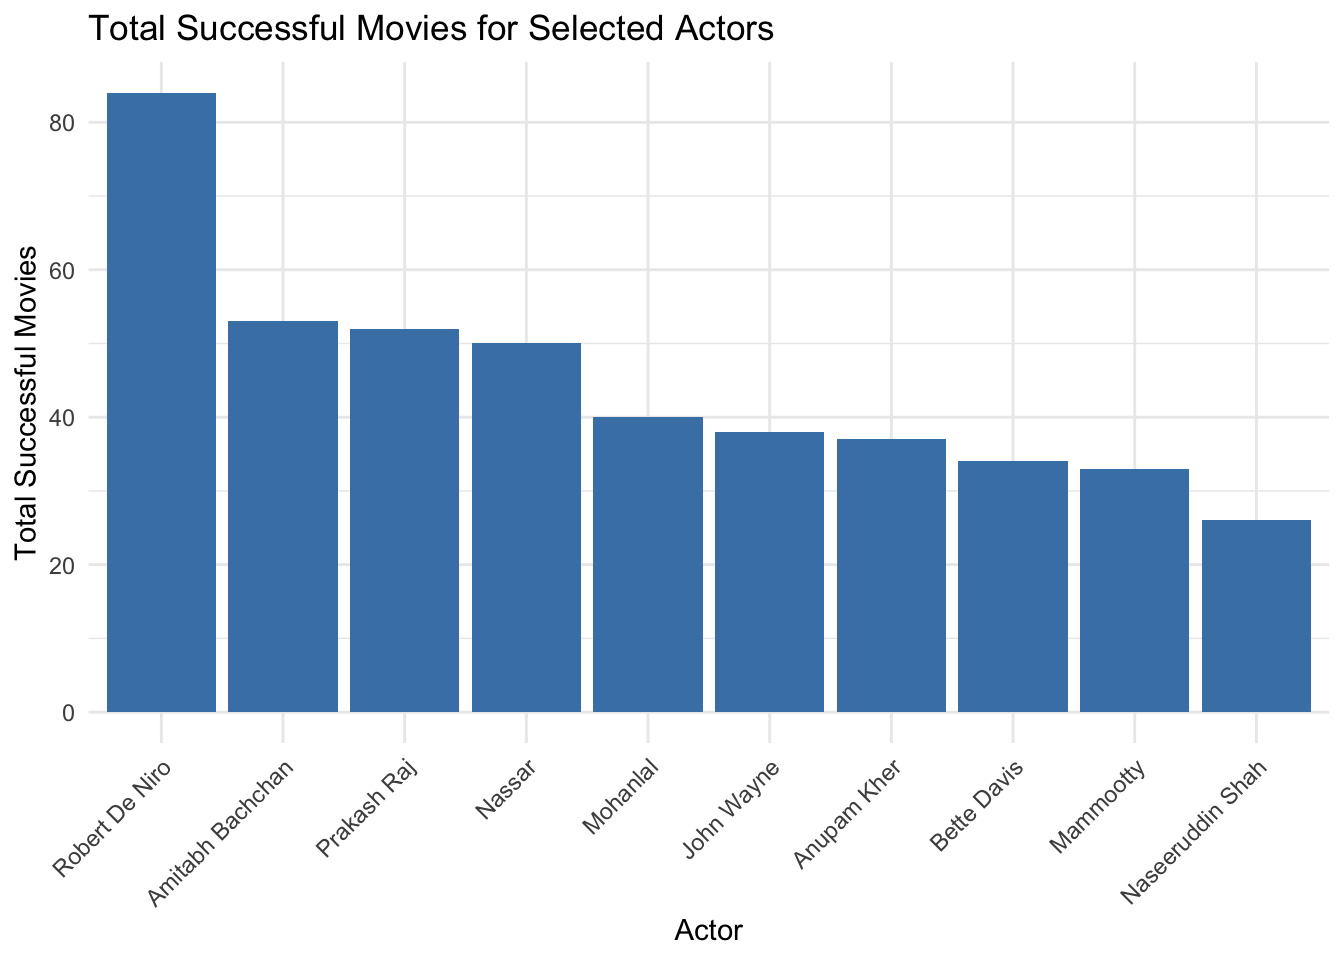 Total Successful Movies for Selected Actors
Total Successful Movies
80
60
40
20
0
Robert De Niro
Amitabh Bachchan
Prakash Raj
Nassar
Mohanlal
John Wayne
Anupam Kher
Bette Davis
Mammootty
Naseeruddin Shah
Actor